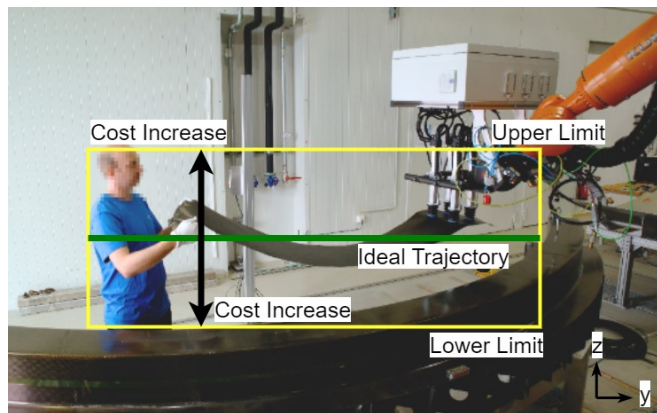 Cost Increase
Upper Limit
Ideal Trajectory
Cost Increase
Lower Limit
z
y